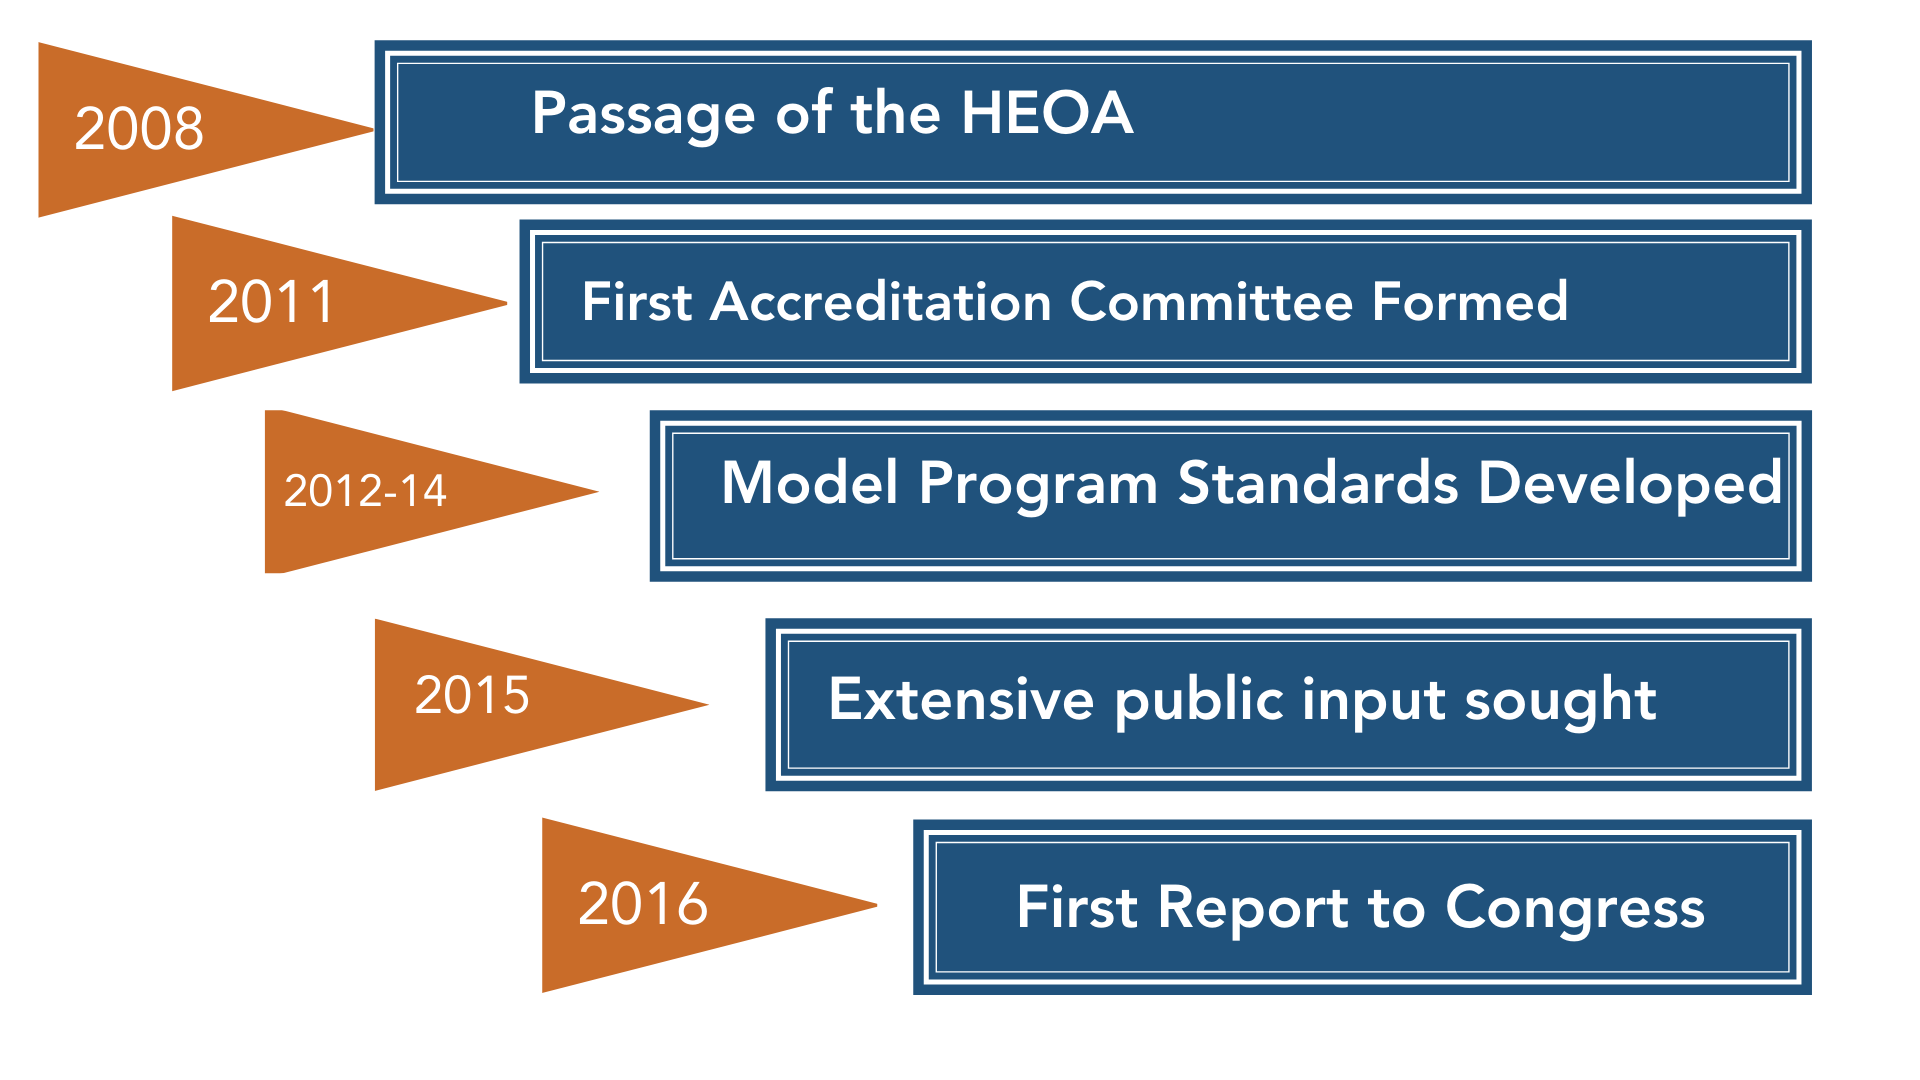 2008
Passage of the HEOA
2011
First Accreditation Committee Formed
2012-14
Model Program Standards Developed
2015
Extensive public input sought
2016
First Report to Congress